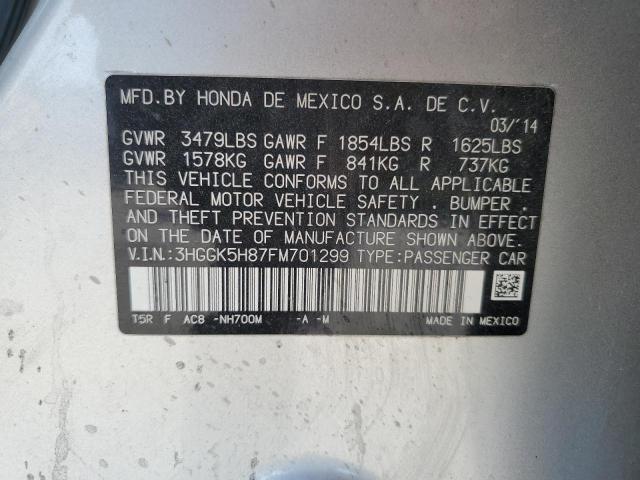 MFD.BY HONDA DE MEXICO S.A. DE C.V.
03/'14
GVWR 3479LBS GAWR F 1854LBS R 1625LBS
GVWR 1578KG GAWR F 841KG R 737KG
THIS VEHICLE CONFORMS TO ALL APPLICABLE
FEDERAL MOTOR VEHICLE SAFETY . BUMPER .
AND THEFT PREVENTION STANDARDS IN EFFECT
ON THE DATE OF MANUFACTURE SHOWN ABOVE.
V.I.N.:3HGGK5H87FM701299 TYPE:PASSENGER CAR
T5R F AC8 -NH700M -A -M MADE IN MEXICO